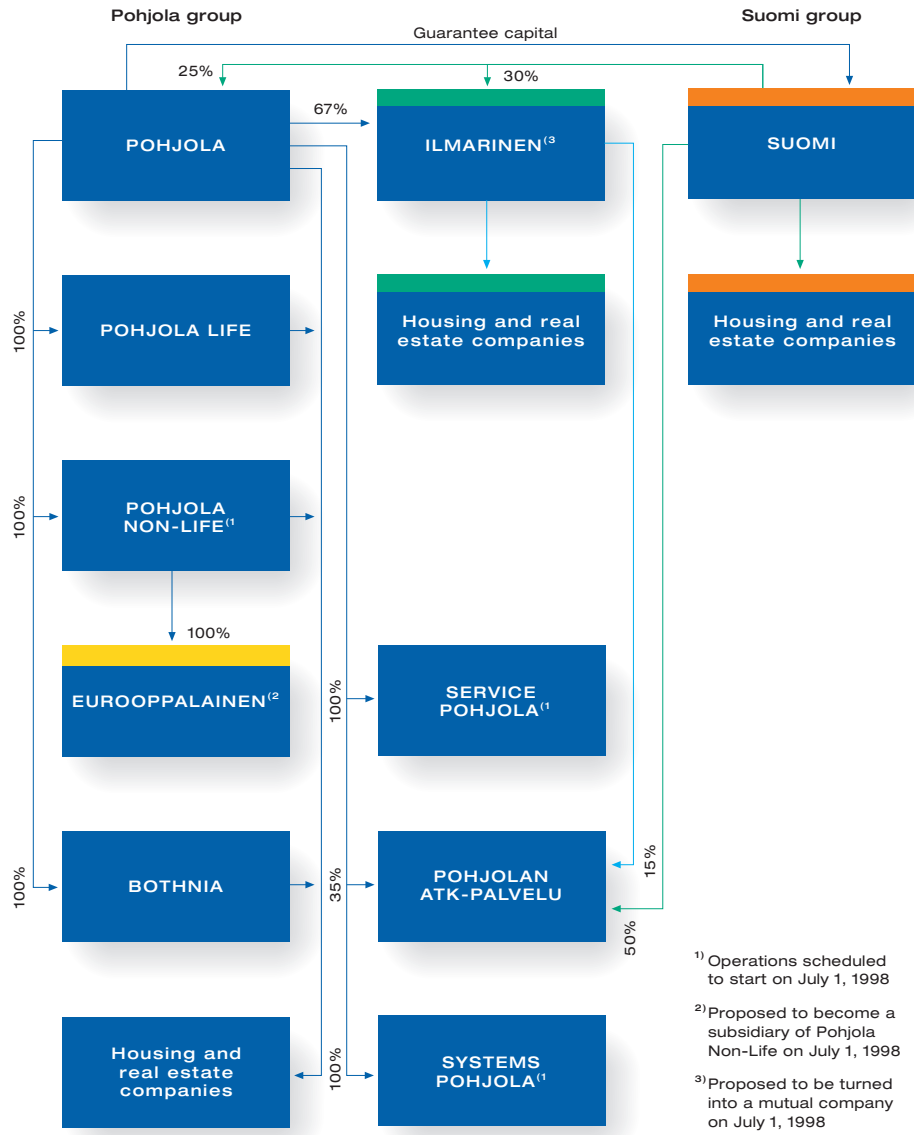 Pohjola group
Suomi group
Guarantee capital
25%
30%
67%
POHJOLA
ILMARINEN(3
SUOMI
100%
POHJOLA LIFE
Housing and real
estate companies
Housing and real
estate companies
100%
POHJOLA
NON-LIFE(1
100%
EUROOPPALAINEN(2
100%
SERVICE
POHJOLA(1
100%
BOTHNIA
35%
POHJOLAN
ATK-PALVELU
15%
50%
Housing and
real estate
companies
100%
SYSTEMS
POHJOLA(1
1) Operations scheduled
to start on July 1, 1998
2) Proposed to become a
subsidiary of Pohjola
Non-Life on July 1, 1998
3) Proposed to be turned
into a mutual company
on July 1, 1998